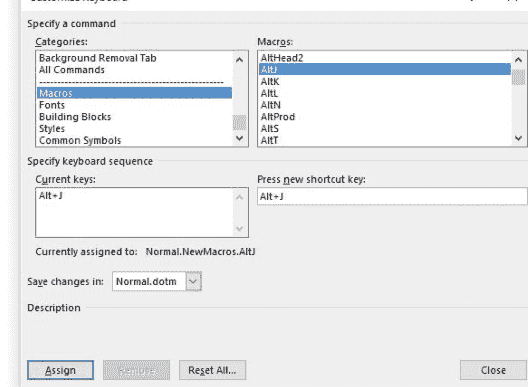 Customize Keyboard
Specify a command
Categories:
Macros:
Background Removal Tab
All Commands
Macros
Fonts
Building Blocks
Styles
Common Symbols
AltHead2
AltJ
AltK
AltL
AltN
AltProd
AltS
AltT
Specify keyboard sequence
Current keys:
Press new shortcut key:
Alt+J
Alt+J
Currently assigned to: Normal.NewMacros.AltJ
Save changes in: Normal.dotm
Description
Assign
Remove
Reset All...
Close